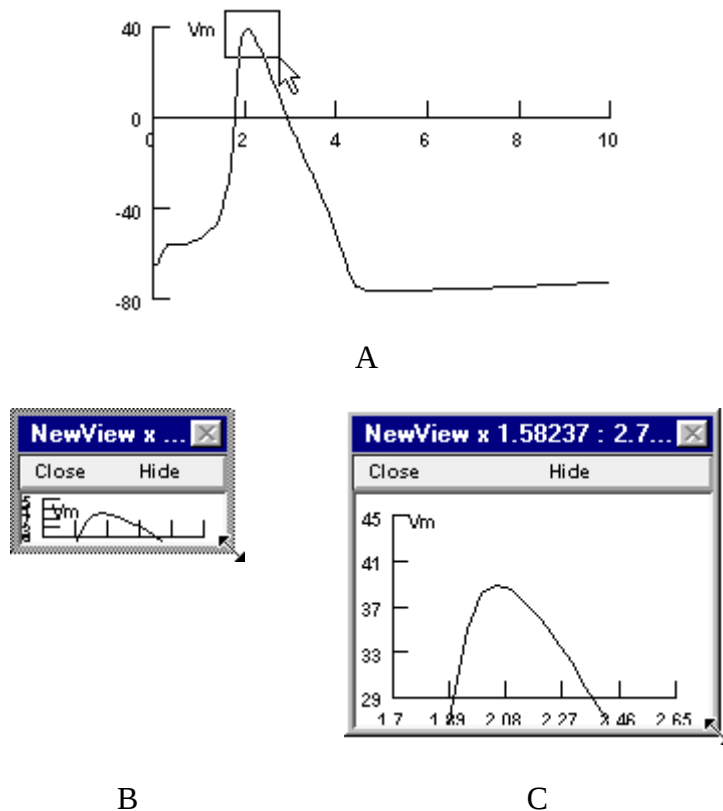 40 Vm
0
0 2 4 6 8 10
-40
-80
A
NewView x ...
Close Hide
Vm
NewView x 1.58237 : 2.7...
Close Hide
45 Vm
41
37
33
29
1.7 1.89 2.08 2.27 2.46 2.65
B C